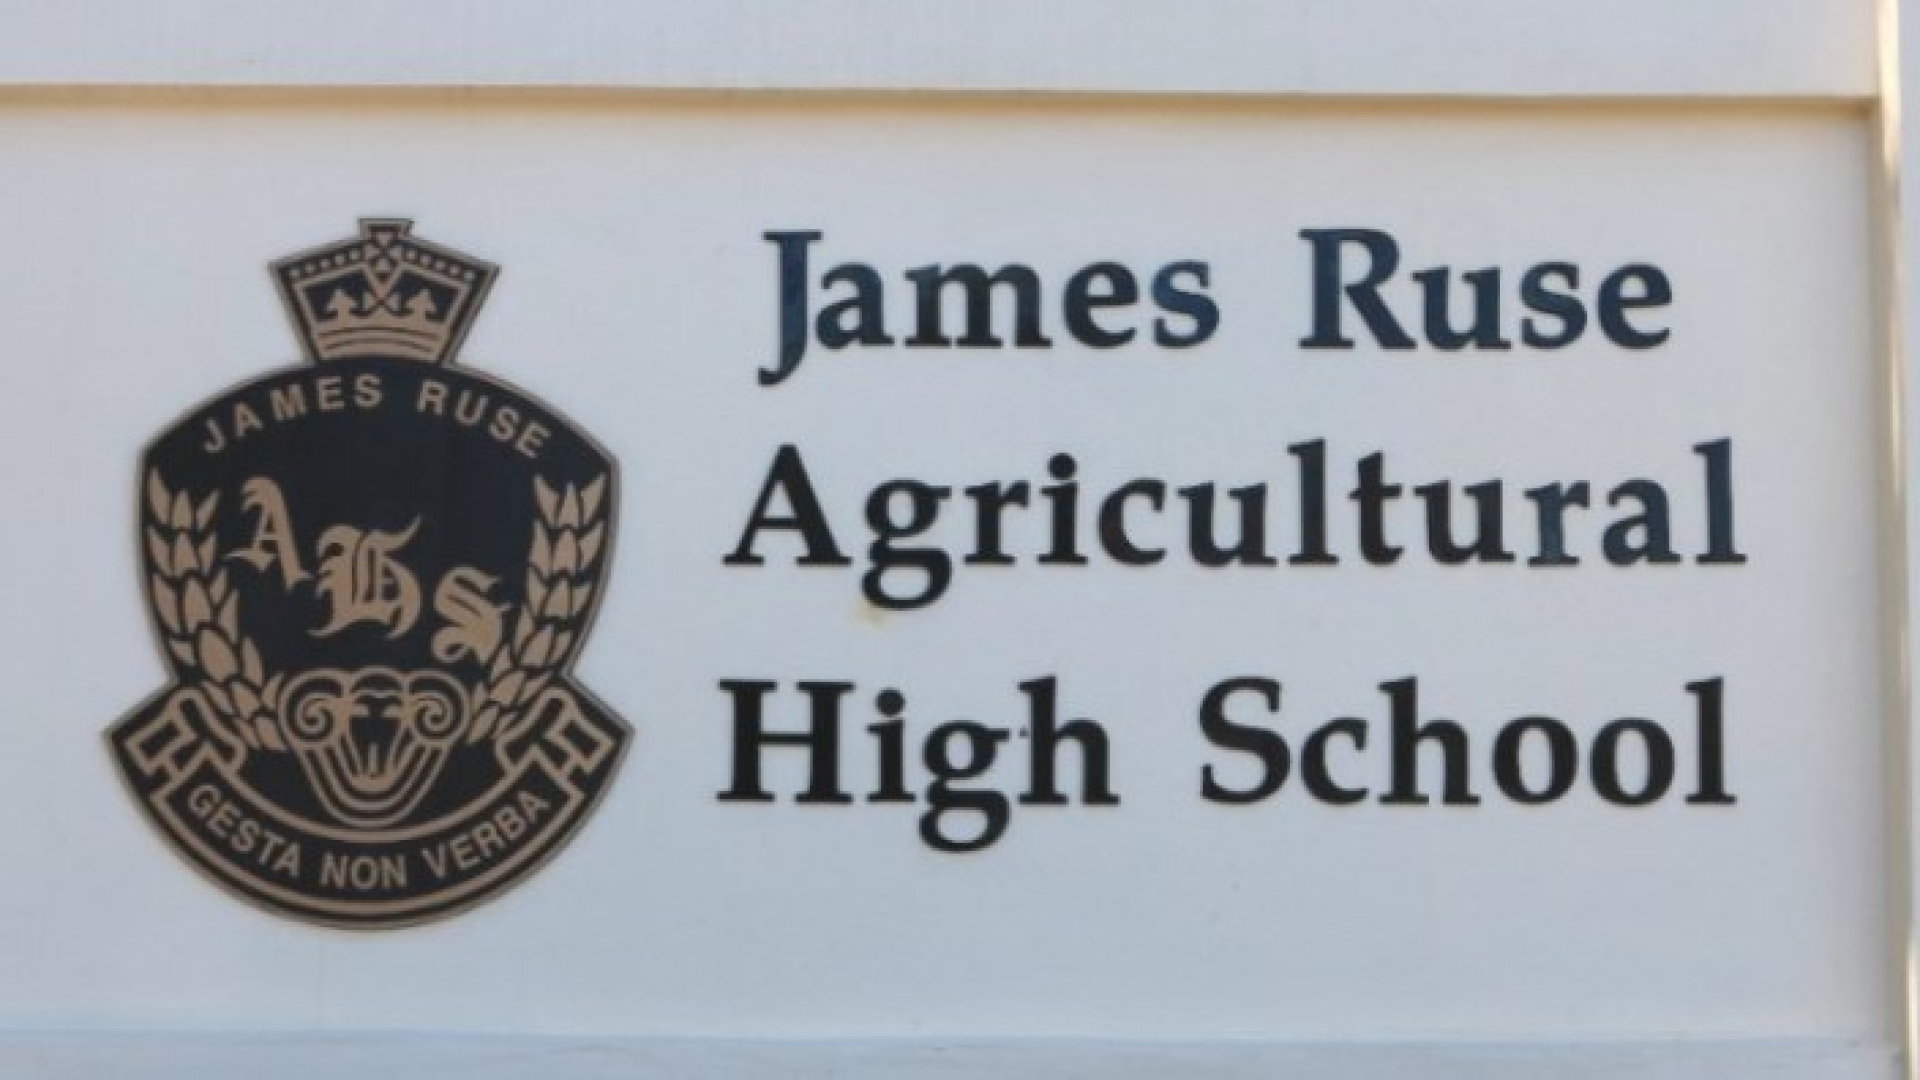 JAMES RUSE
AHS
GESTA NON VERBA
James Ruse
Agricultural
High School